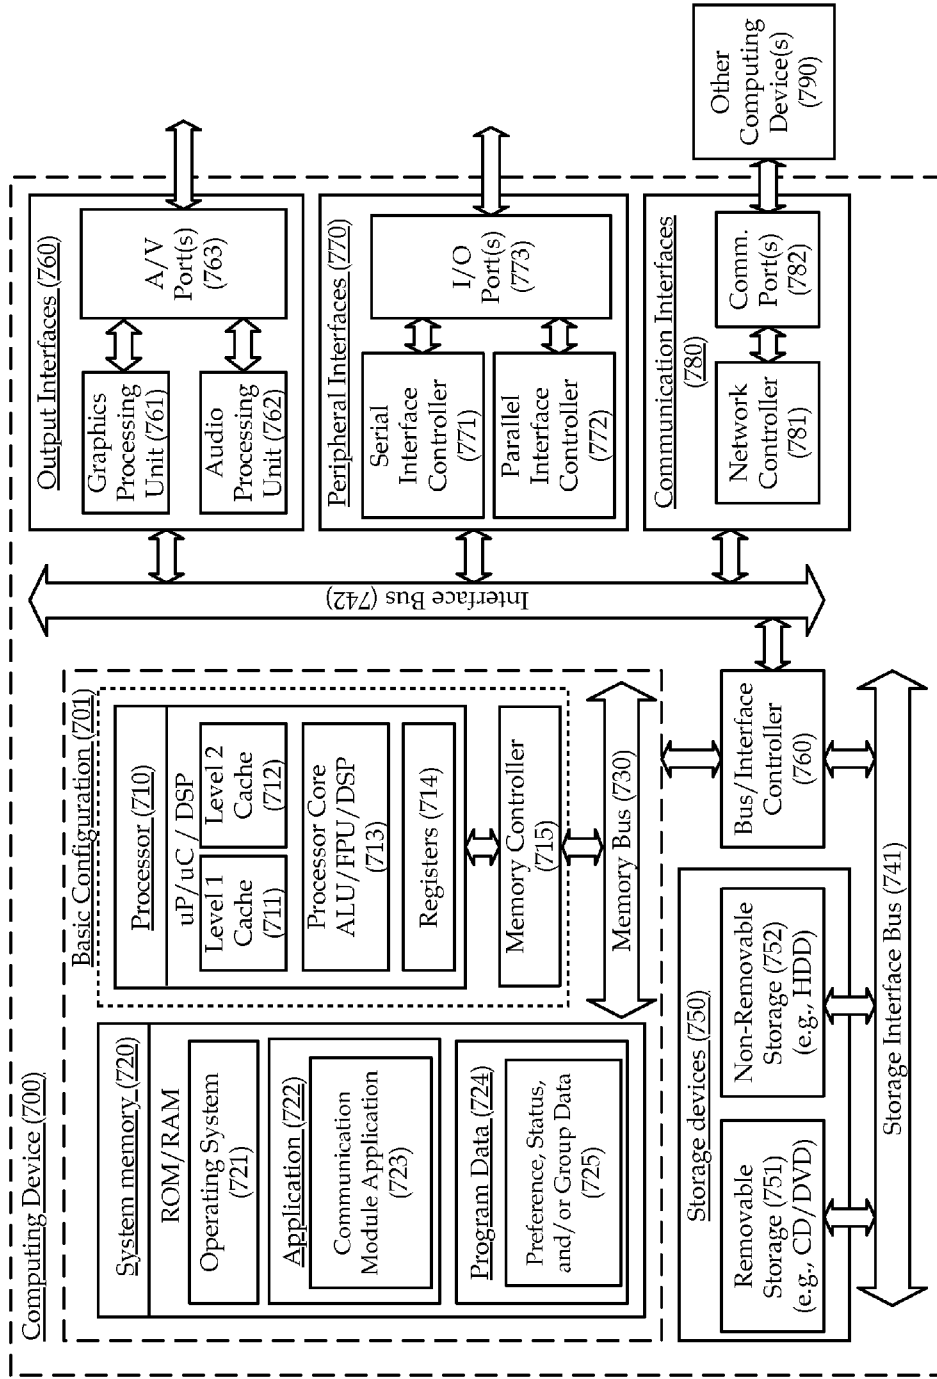 Computing Device (700)
Basic Configuration (701)
System memory (720)
ROM/RAM
Operating System
(721)
Application (722)
Communication
Module Application
(723)
Program Data (724)
Preference, Status,
and/or Group Data
(725)
Processor (710)
uP/uC / DSP
Level 1
Cache
(711)
Level 2
Cache
(712)
Processor Core
ALU/FPU/DSP
(713)
Registers (714)
Memory Controller
(715)
Memory Bus (730)
Storage devices (750)
Removable
Storage (751)
(e.g., CD/DVD)
Non-Removable
Storage (752)
(e.g., HDD)
Bus/Interface
Controller
(760)
Storage Interface Bus (741)
Interface Bus (742)
Output Interfaces (760)
Graphics
Processing
Unit (761)
Audio
Processing
Unit (762)
A/V
Port(s)
(763)
Peripheral Interfaces (770)
Serial
Interface
Controller
(771)
Parallel
Interface
Controller
(772)
I/O
Port(s)
(773)
Communication Interfaces
(780)
Network
Controller
(781)
Comm.
Port(s)
(782)
Other
Computing
Device(s)
(790)